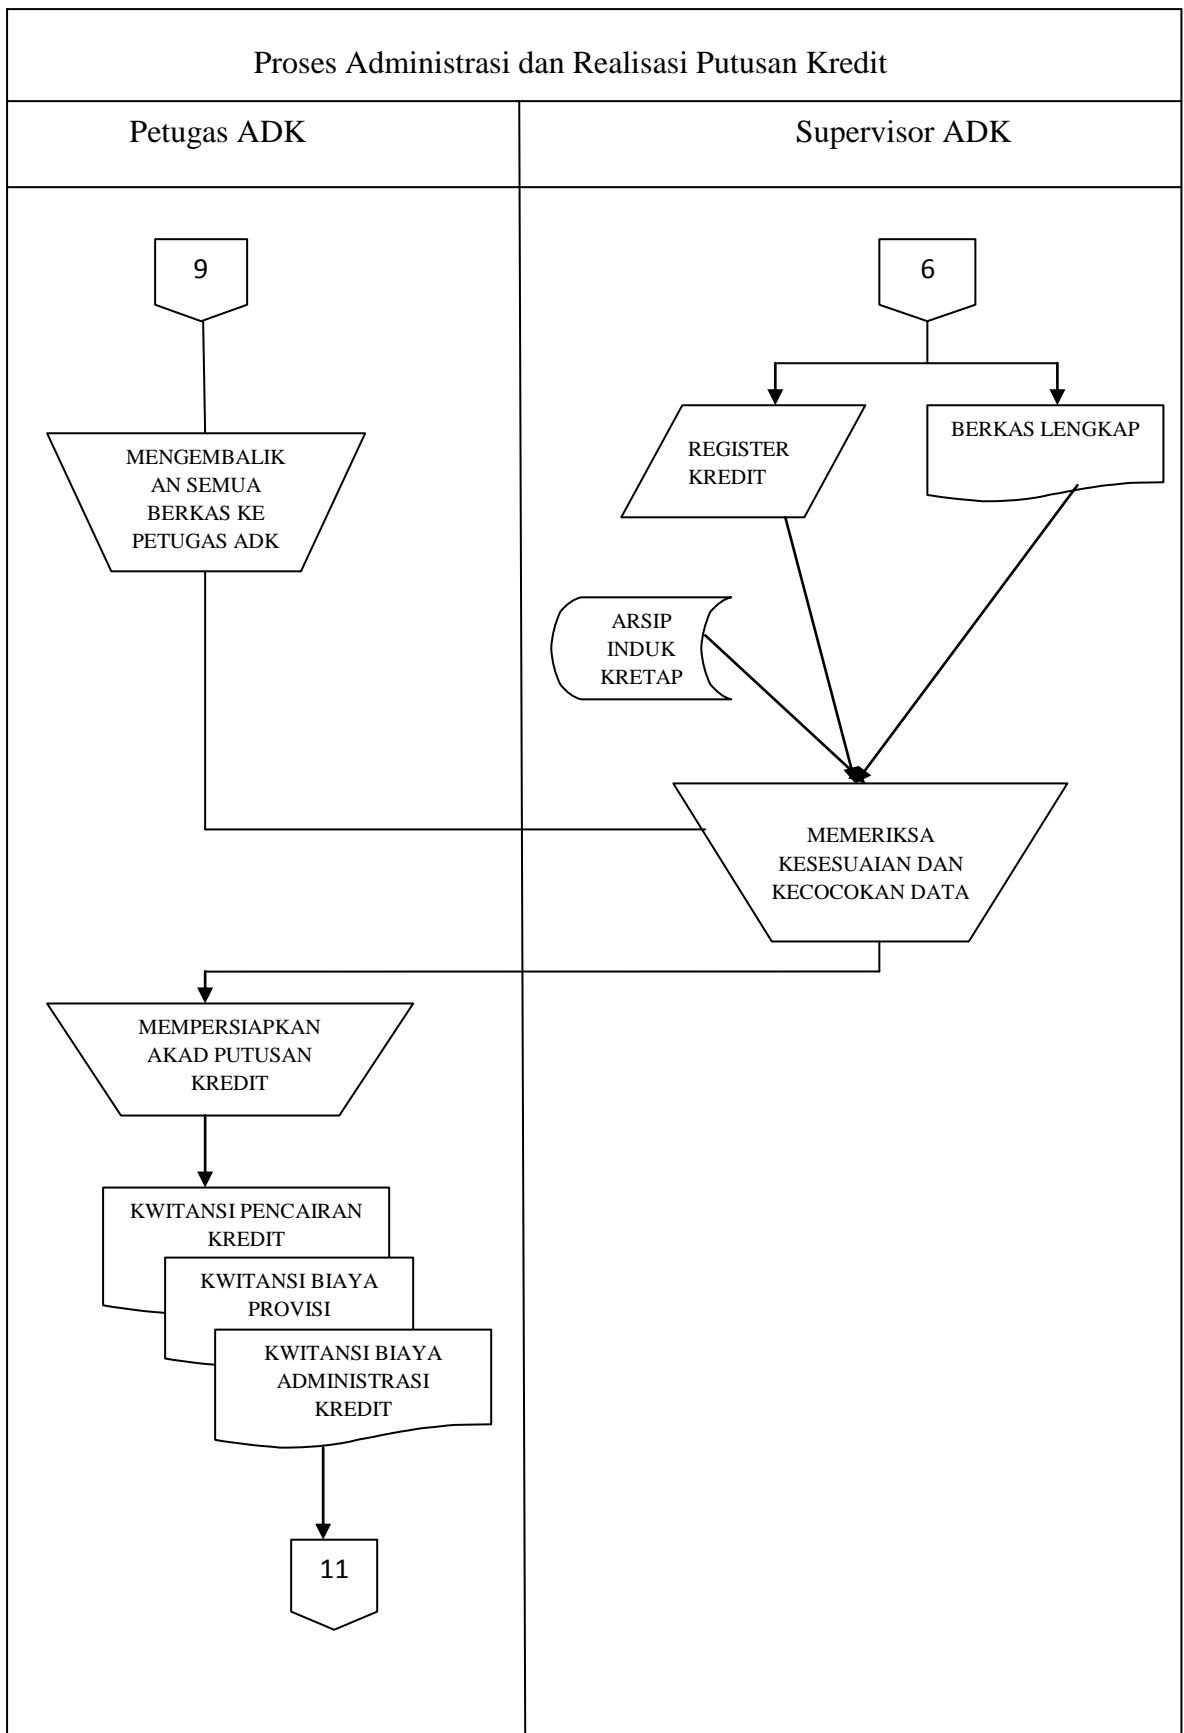 Proses Administrasi dan Realisasi Putusan Kredit
Petugas ADK
Supervisor ADK
9
6
MENGEMBALIK
AN SEMUA
BERKAS KE
PETUGAS ADK
REGISTER
KREDIT
BERKAS LENGKAP
ARSIP
INDUK
KRETAP
MEMERIKSA
KESESUAIAN DAN
KECOCOKAN DATA
MEMPERSIAPKAN
AKAD PUTUSAN
KREDIT
KWITANSI PENCAIRAN
KREDIT
KWITANSI BIAYA
PROVISI
KWITANSI BIAYA
ADMINISTRASI
KREDIT
11